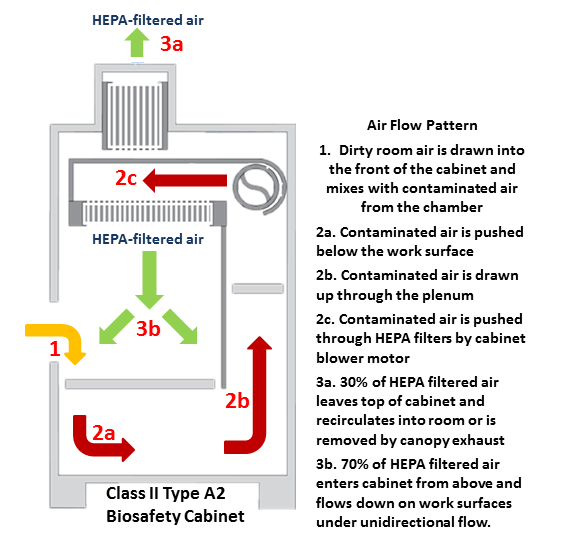 HEPA-filtered air
3a
2c
HEPA-filtered air
3b
1
2b
2a
Class II Type A2
Biosafety Cabinet
Air Flow Pattern
1. Dirty room air is drawn into
the front of the cabinet and
mixes with contaminated air
from the chamber
2a. Contaminated air is pushed
below the work surface
2b. Contaminated air is drawn
up through the plenum
2c. Contaminated air is pushed
through HEPA filters by cabinet
blower motor
3a. 30% of HEPA filtered air
leaves top of cabinet and
recirculates into room or is
removed by canopy exhaust
3b. 70% of HEPA filtered air
enters cabinet from above and
flows down on work surfaces
under unidirectional flow.